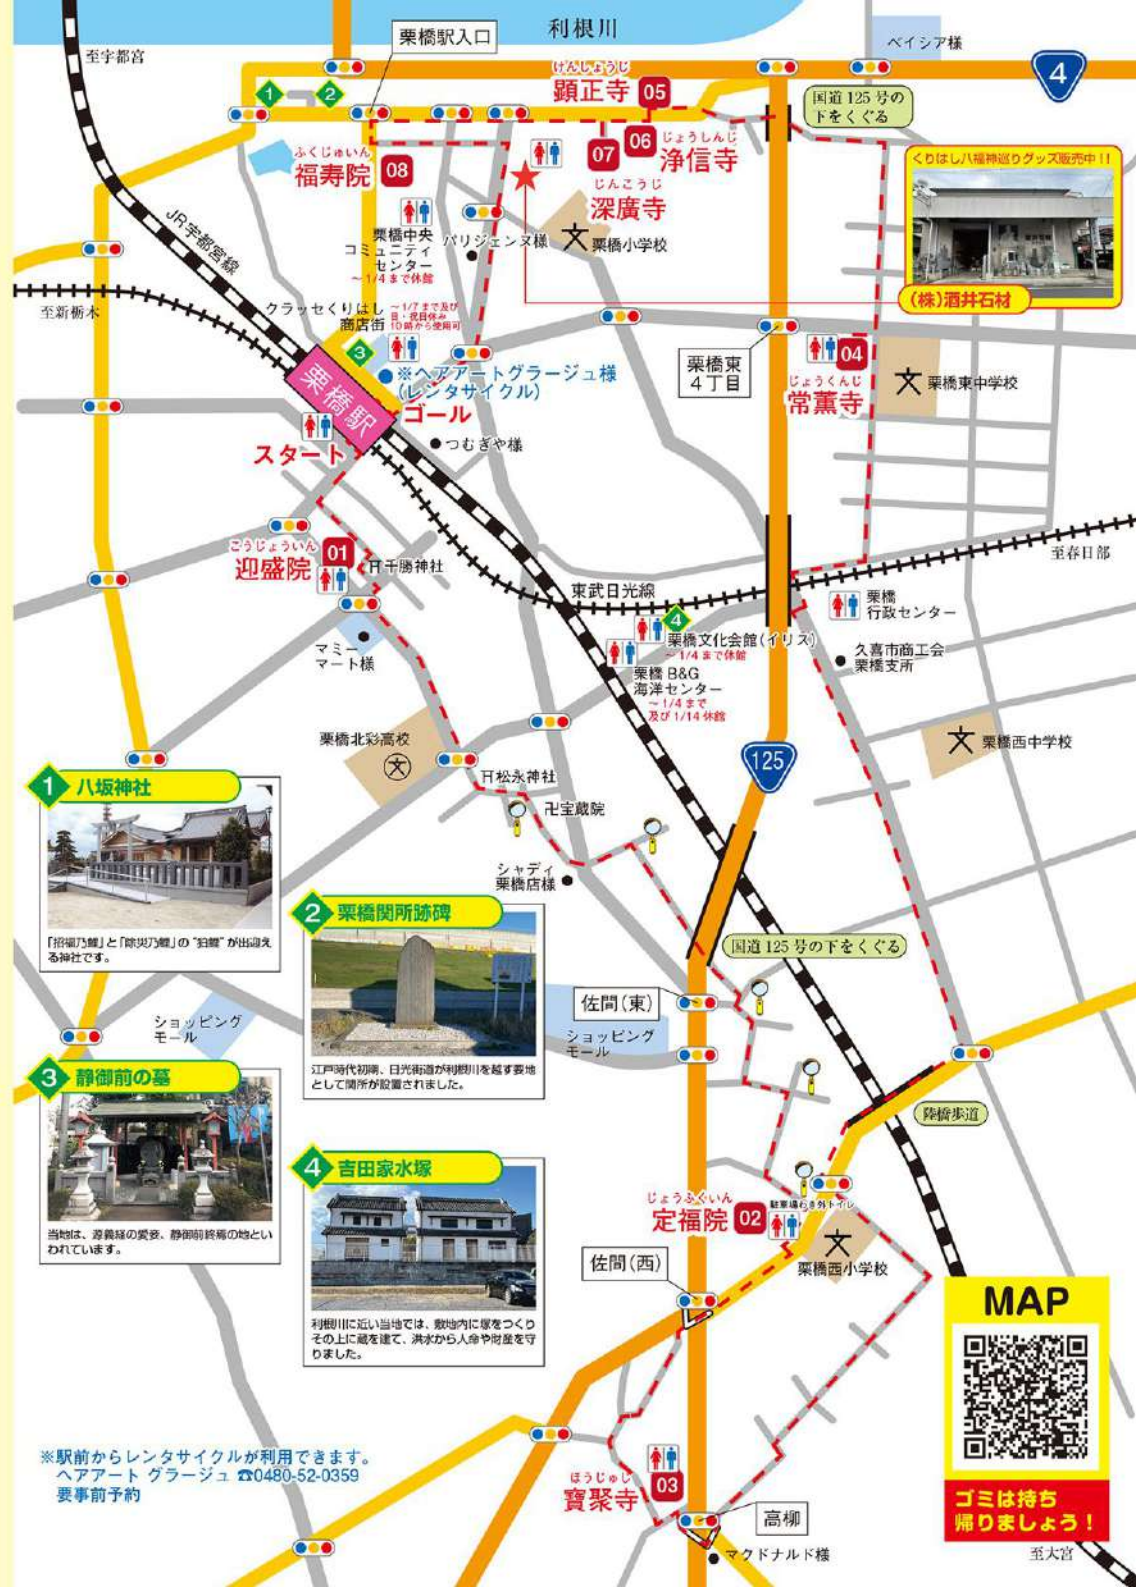 利根川
栗橋駅入口
ベイシア様
至宇都宮
4
けんしょうじ
顕正寺 05
国道125号の
下をくぐる
1
2
06
じょうしんじ
浄信寺
07
じんこうじ
深廣寺
ふくじゅいん
福寿院 08
くりはし八福神巡りグッズ販売中!!
(株)酒井石材
JR宇都宮線
栗橋中央
コミュニティ
センター
~1/4まで休館
パリジェンヌ様
文 栗橋小学校
至新栃木
クラッセくりはし
商店街
~1/7まで及び
日・祝日休み
10時から使用可
3
※ヘアアートグラージュ様
(レンタサイクル)
栗橋東
4丁目
04
じょうくんじ
常薫寺
文 栗橋東中学校
栗橋駅
ゴール
スタート
つむぎや様
こうじょういん
迎盛院 01
千勝神社
至春日部
東武日光線
栗橋
行政センター
4
栗橋文化会館(イリス)
~1/4まで休館
久喜市商工会
栗橋支所
マミー
マート様
栗橋B&G
海洋センター
~1/4まで
及び1/14休館
栗橋北彩高校
文
125
文 栗橋西中学校
松永神社
卍宝蔵院
1 八坂神社
「招福乃鯉」と「除災乃鯉」の“狛鯉”が出迎え
る神社です。
シャディ
栗橋店様
2 栗橋関所跡碑
江戸時代初期、日光街道が利根川を越す要地
として関所が設置されました。
国道125号の下をくぐる
佐間(東)
ショッピング
モール
ショッピング
モール
3 静御前の墓
当地は、源義経の愛妾、静御前終焉の地とい
われています。
陸橋歩道
4 吉田家水塚
利根川に近い当地では、敷地内に塚をつくり
その上に蔵を建て、洪水から人命や財産を守
りました。
じょうふくいん
定福院 02
駐車場わき外トイレ
佐間(西)
文
栗橋西小学校
MAP
※駅前からレンタサイクルが利用できます。
ヘアアート グラージュ ☎0480-52-0359
要事前予約
ほうじゅじ
寶聚寺 03
高柳
マクドナルド様
ゴミは持ち
帰りましょう!
至大宮